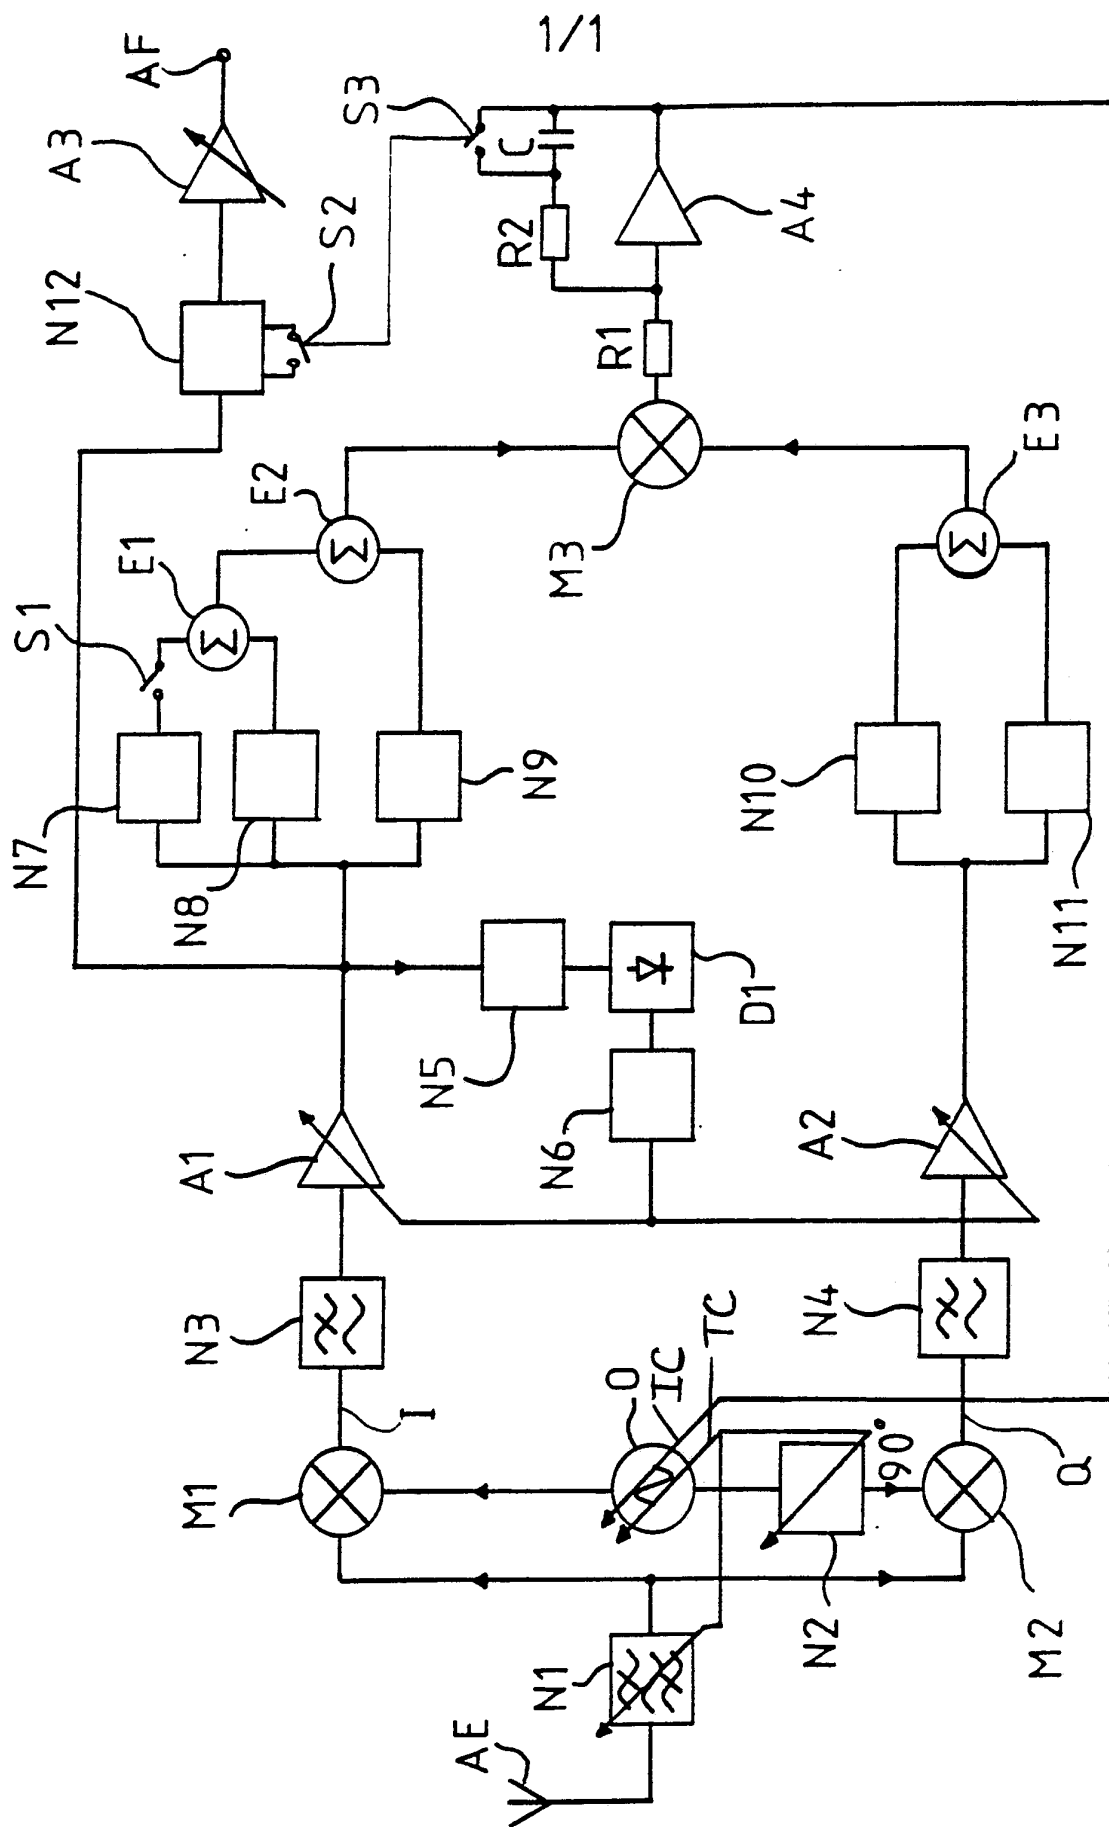 1/1
AF
A3
S3
C
N12
S2
R2
A4
R1
E2
E3
E1
M3
S1
N7
N8
N9
N10
N11
D1
N5
A1
N6
A2
N3
TC
IC
O
N4
I
M1
90°
Q
N1
N2
M2
AE
Σ
Σ
Σ